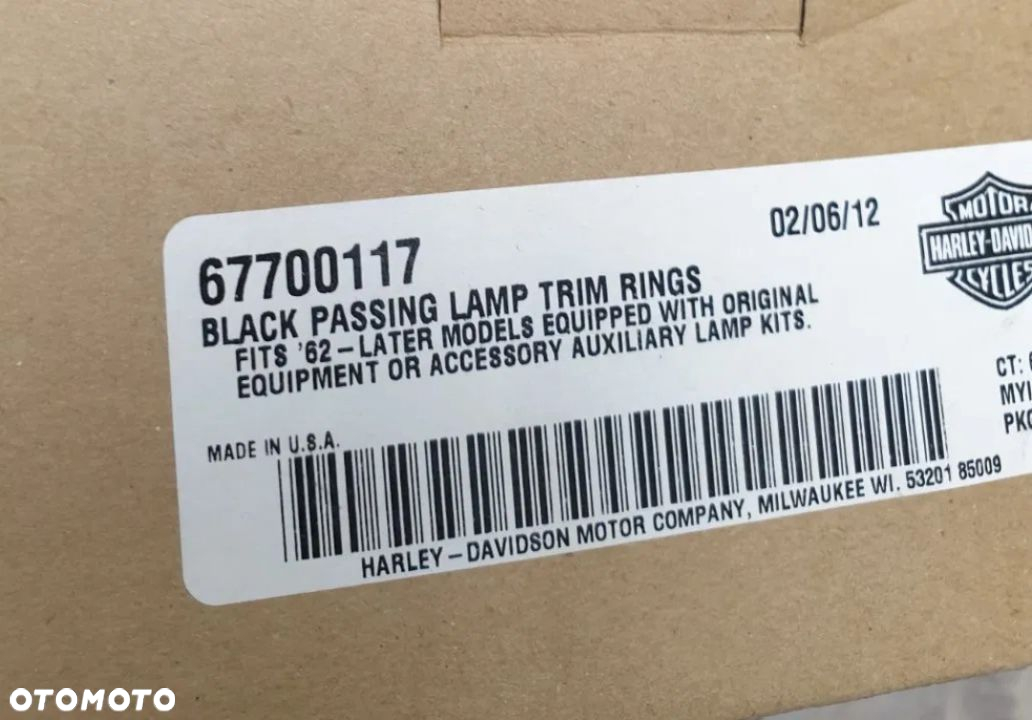 67700117
02/06/12
BLACK PASSING LAMP TRIM RINGS
FITS '62 – LATER MODELS EQUIPPED WITH ORIGINAL
EQUIPMENT OR ACCESSORY AUXILIARY LAMP KITS.
MOTOR
HARLEY-DAVID
CYCLES
CT:
MADE IN U.S.A.
HARLEY – DAVIDSON MOTOR COMPANY, MILWAUKEE WI. 53201 85009
OTOMOTO